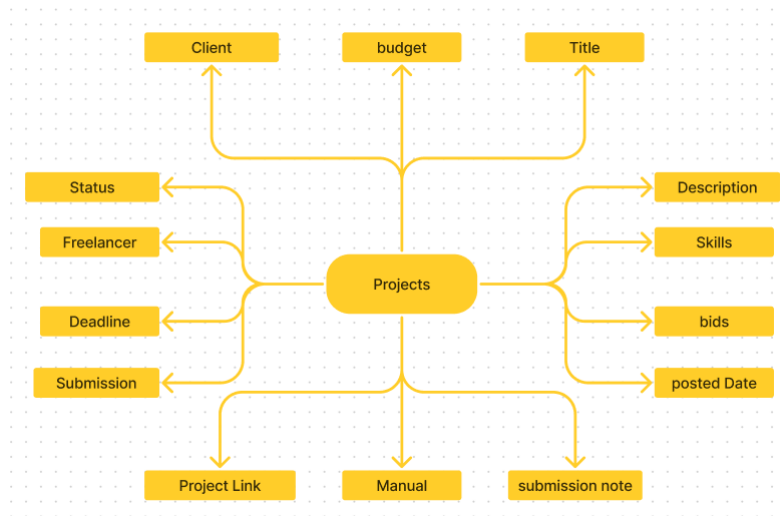 Client
budget
Title
Status
Description
Freelancer
Skills
Projects
Deadline
bids
Submission
posted Date
Project Link
Manual
submission note